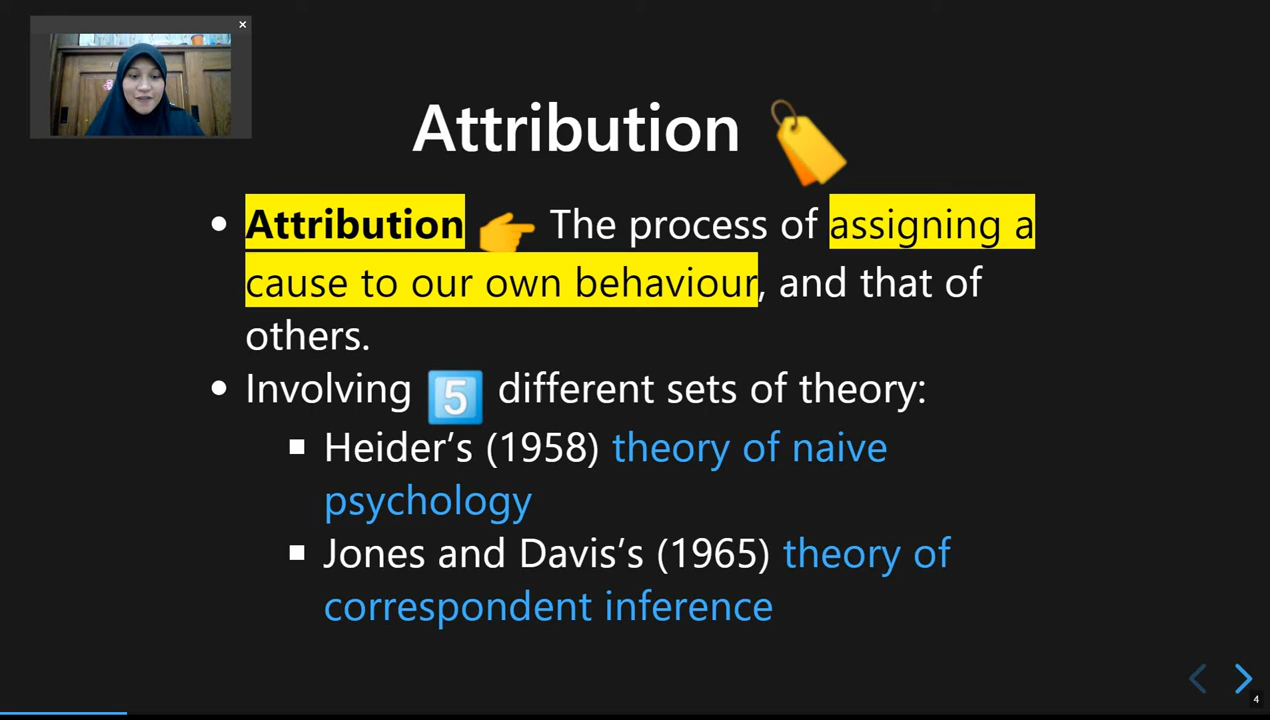 Attribution
Attribution 👉 The process of assigning a
cause to our own behaviour, and that of
others.
Involving 5️⃣ different sets of theory:
Heider’s (1958) theory of naive
psychology
Jones and Davis’s (1965) theory of
correspondent inference
4